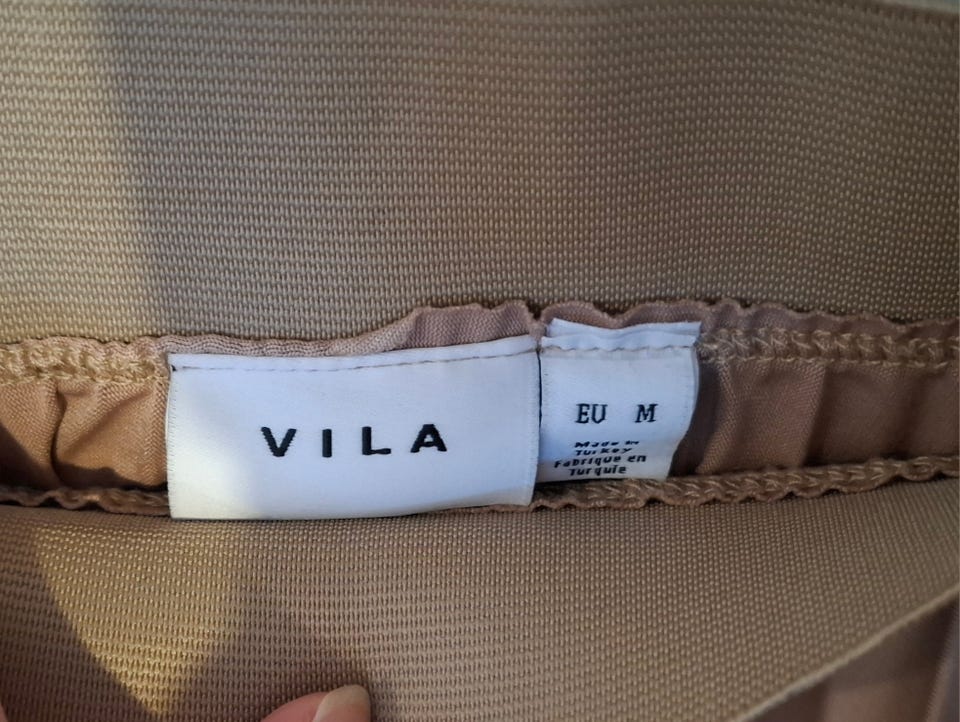 VILA
EU M
Made in
Turkey
Fabriqué en
Turquie